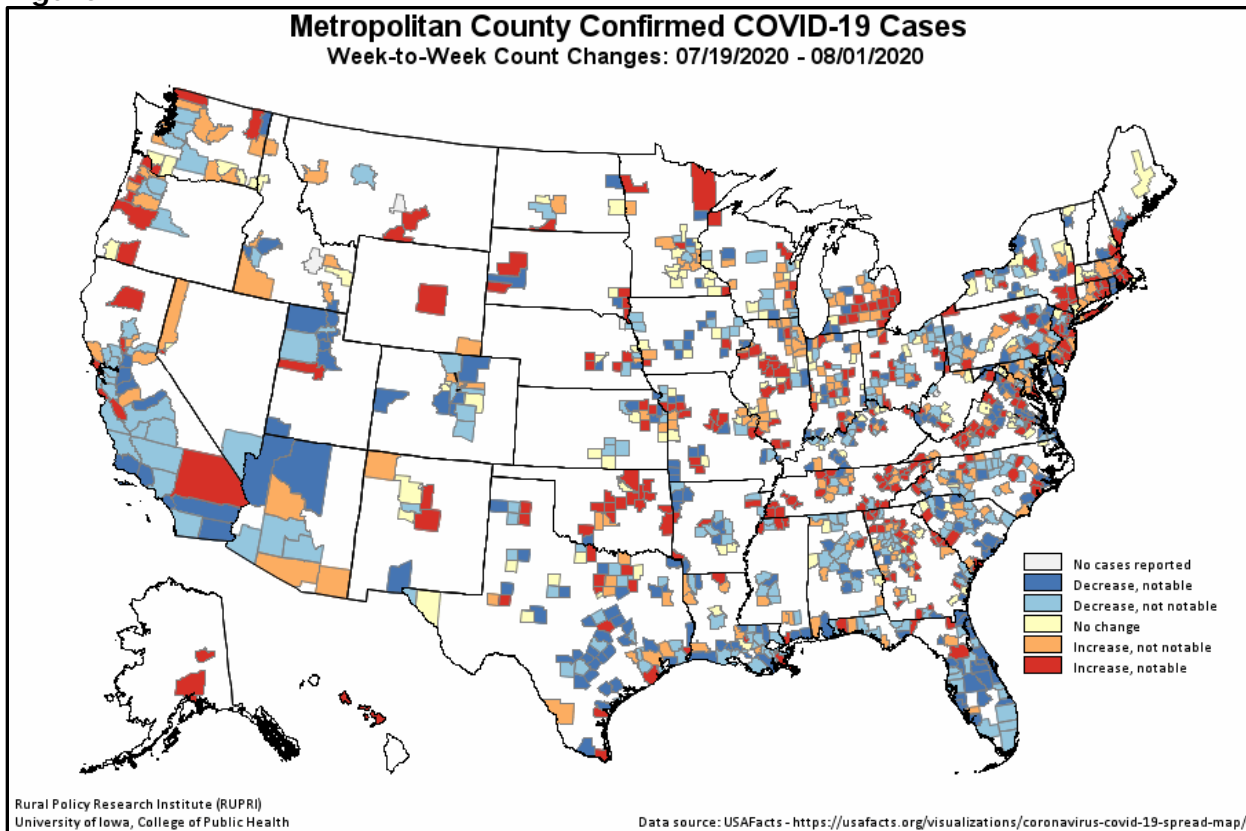 Metropolitan County Confirmed COVID-19 Cases
Week-to-Week Count Changes: 07/19/2020 - 08/01/2020
No cases reported
Decrease, notable
Decrease, not notable
No change
Increase, not notable
Increase, notable
Rural Policy Research Institute (RUPRI)
University of Iowa, College of Public Health
Data source: USAFacts - https://usafacts.org/visualizations/coronavirus-covid-19-spread-map/